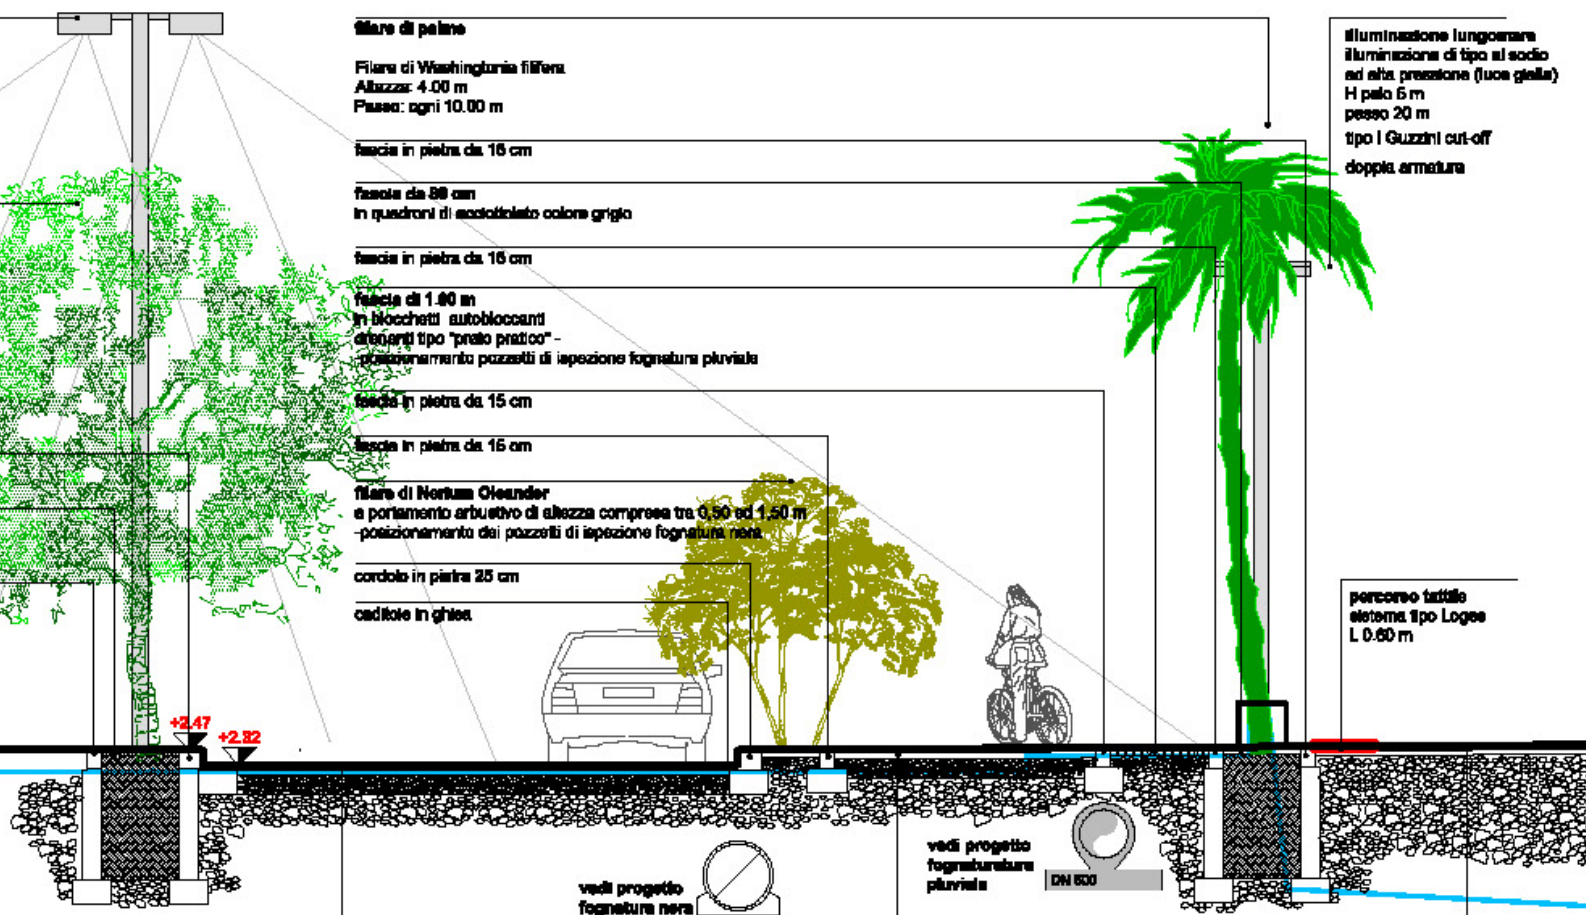 filare di palme
Filare di Washingtonia filifera
Altezza: 4.00 m
Passo: ogni 10.00 m
fascia in pietra da 15 cm
fascia da 80 cm
in quadroni di acciottolato colore grigio
fascia in pietra da 15 cm
fascia di 1.60 m
in blocchetti autobloccanti
drenanti tipo "prato pratico" -
-posizionamento pozzetti di ispezione fognatura pluviale
fascia in pietra da 15 cm
fascia in pietra da 15 cm
filare di Nerium Oleander
a portamento arbustivo di altezza compresa tra 0,50 ed 1,50 m
-posizionamento dei pozzetti di ispezione fognatura nera
cordolo in pietra 25 cm
caditoie in ghisa
illuminazione lungomare
illuminazione di tipo al sodio
ad alta pressione (luce gialla)
H palo 6 m
passo 20 m
tipo I Guzzini cut-off
doppia armatura
percorso tattile
sistema tipo Loges
L 0.60 m
+2.47
+2.32
vedi progetto
fognatura nera
vedi progetto
fognaturatura
pluviale
DN 600